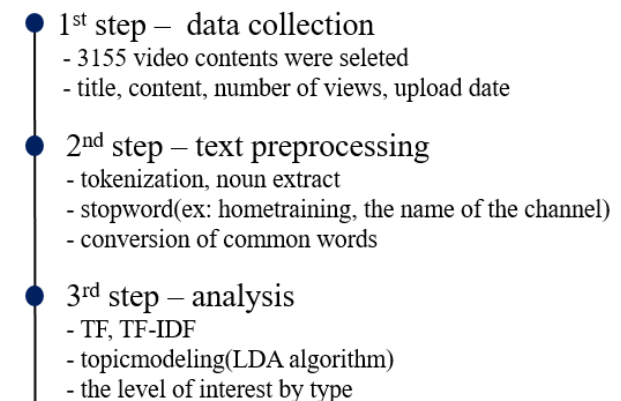 1st step – data collection
- 3155 video contents were seleted
- title, content, number of views, upload date
2nd step – text preprocessing
- tokenization, noun extract
- stopword(ex: hometraining, the name of the channel)
- conversion of common words
3rd step – analysis
- TF, TF-IDF
- topicmodeling(LDA algorithm)
- the level of interest by type